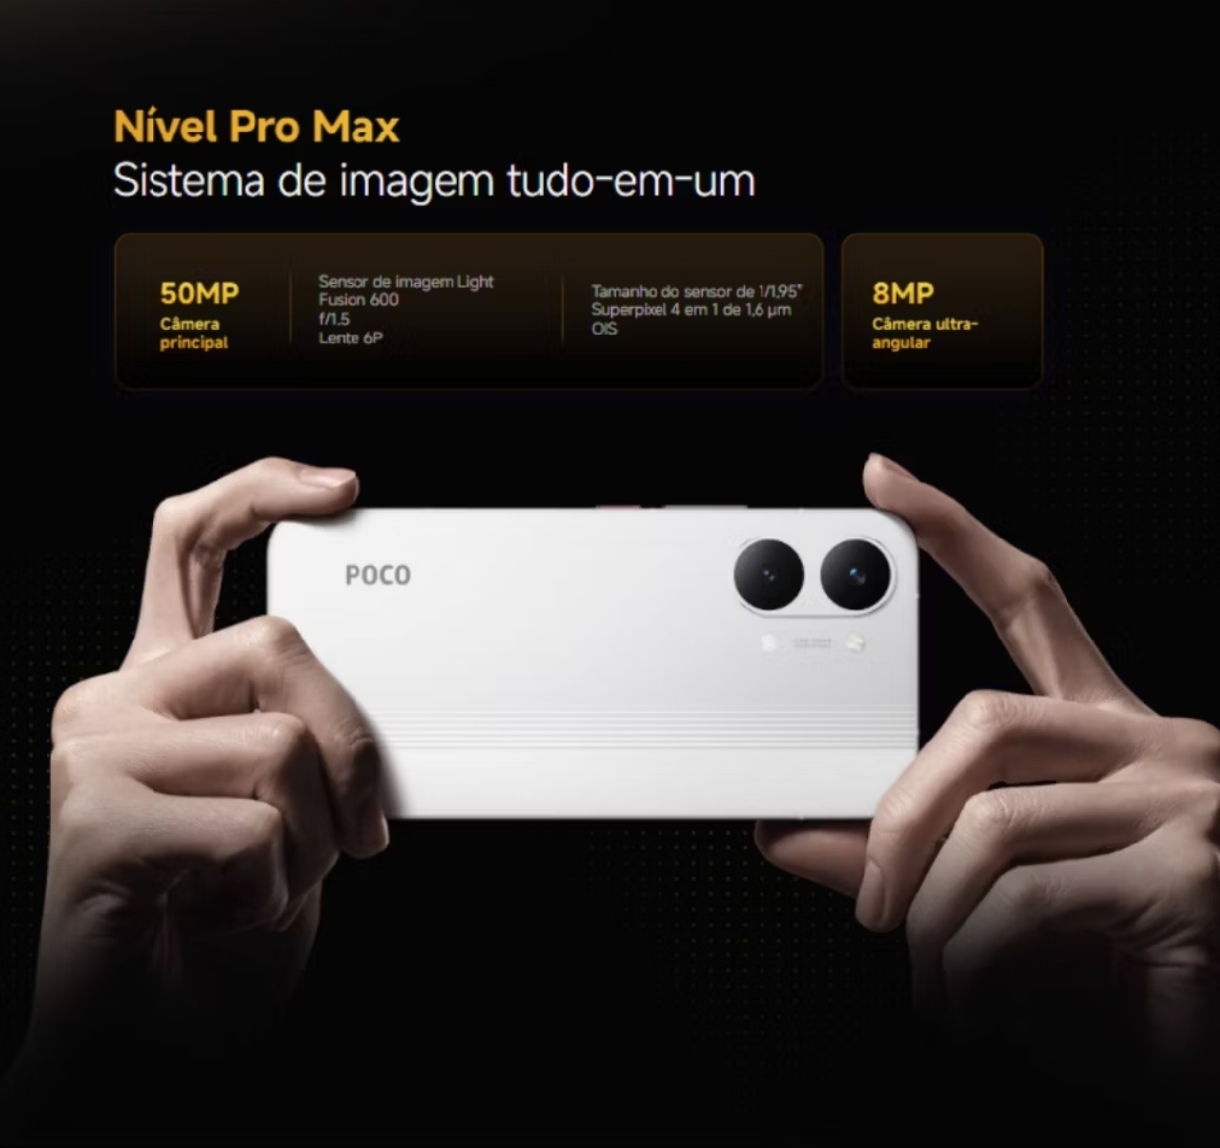 Nível Pro Max
Sistema de imagem tudo-em-um
50MP
Câmera
principal
Sensor de imagem Light
Fusion 600
f/1.5
Lente 6P
Tamanho do sensor de 1/1,95"
Superpixel 4 em 1 de 1,6 µm
OIS
8MP
Câmera ultra-
angular
POCO